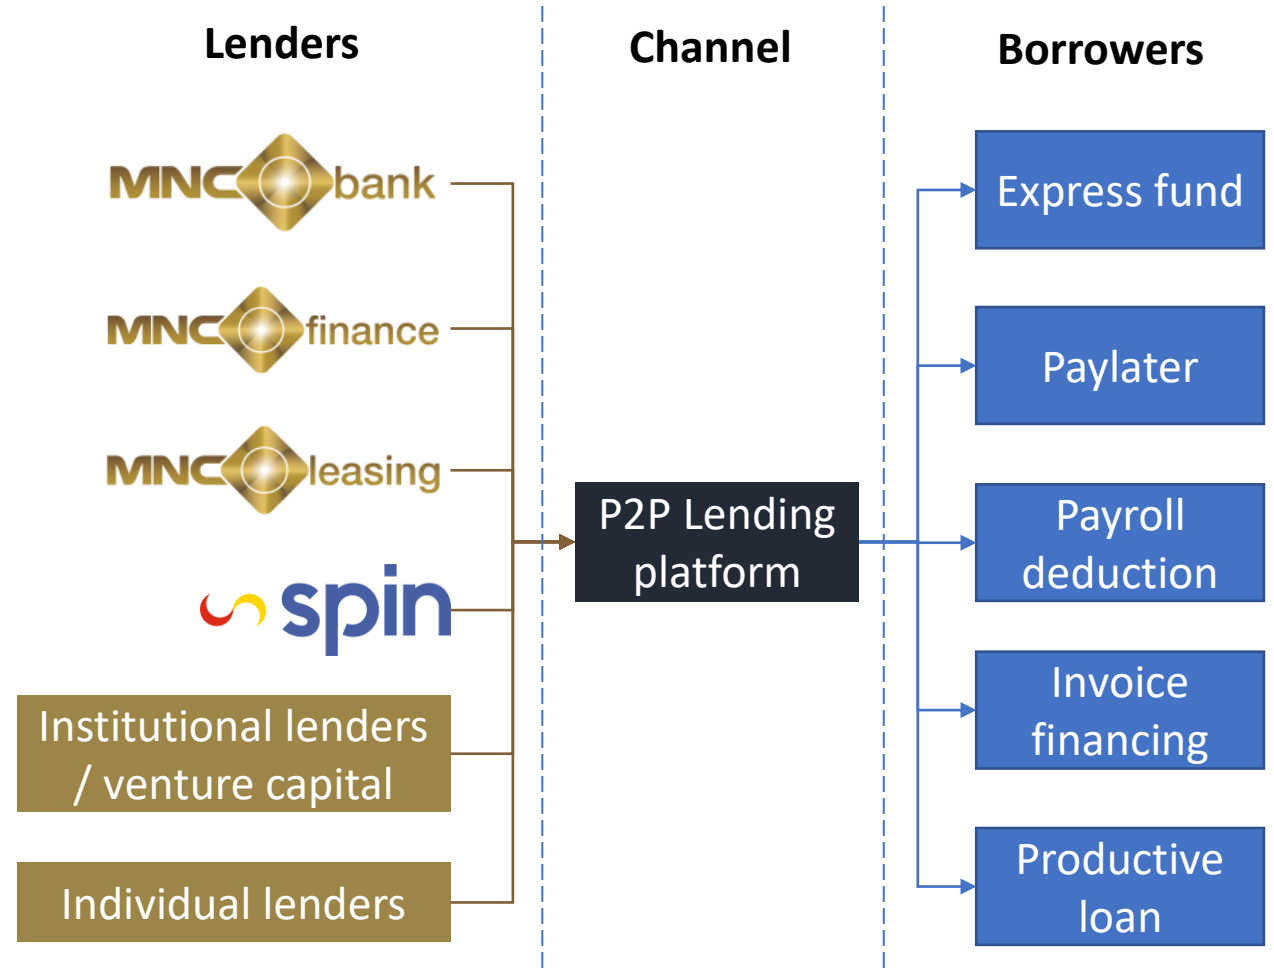 Lenders
Channel
Borrowers
MNC bank
MNC finance
MNC leasing
spin
Institutional lenders
/ venture capital
Individual lenders
P2P Lending
platform
Express fund
Paylater
Payroll
deduction
Invoice
financing
Productive
loan